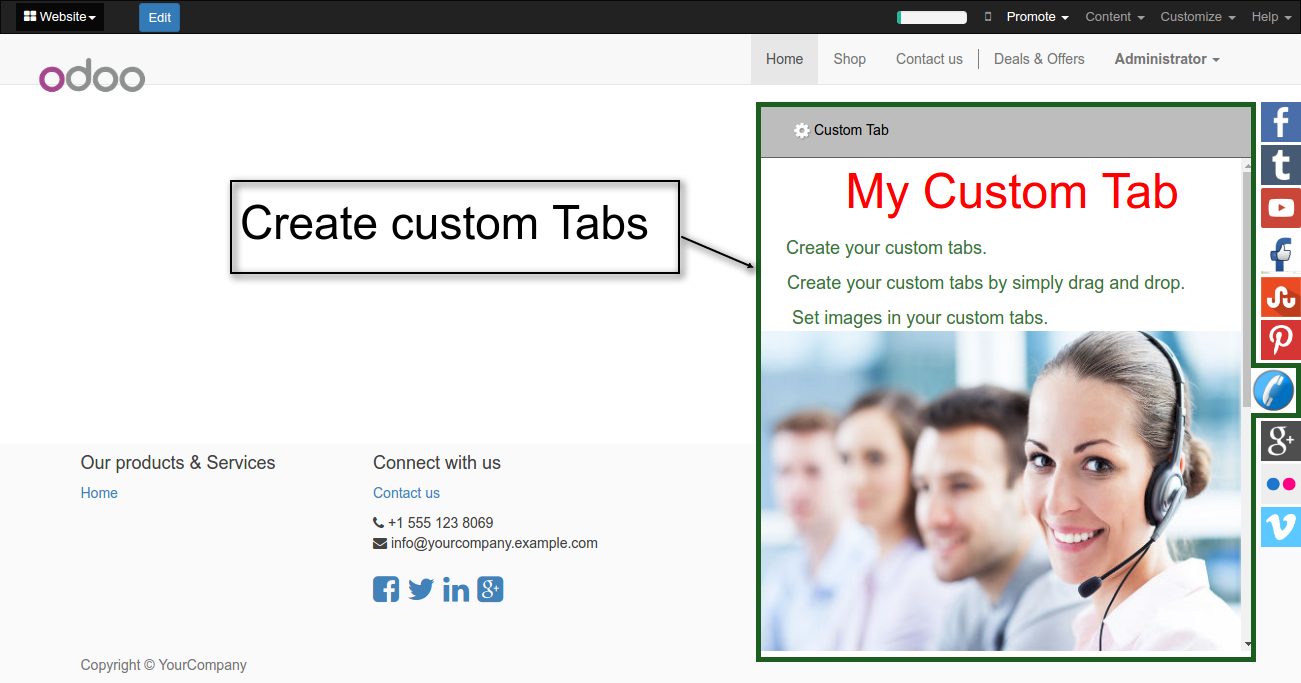 Website
Edit
Promote
Content
Customize
Help
odoo
Home
Shop
Contact us
Deals & Offers
Administrator
Custom Tab
My Custom Tab
Create your custom tabs.
Create your custom tabs by simply drag and drop.
Set images in your custom tabs.
Create custom Tabs
f
t
f
g+
v
Our products & Services
Home
Connect with us
Contact us
+1 555 123 8069
info@yourcompany.example.com
f
in
g+
Copyright © YourCompany